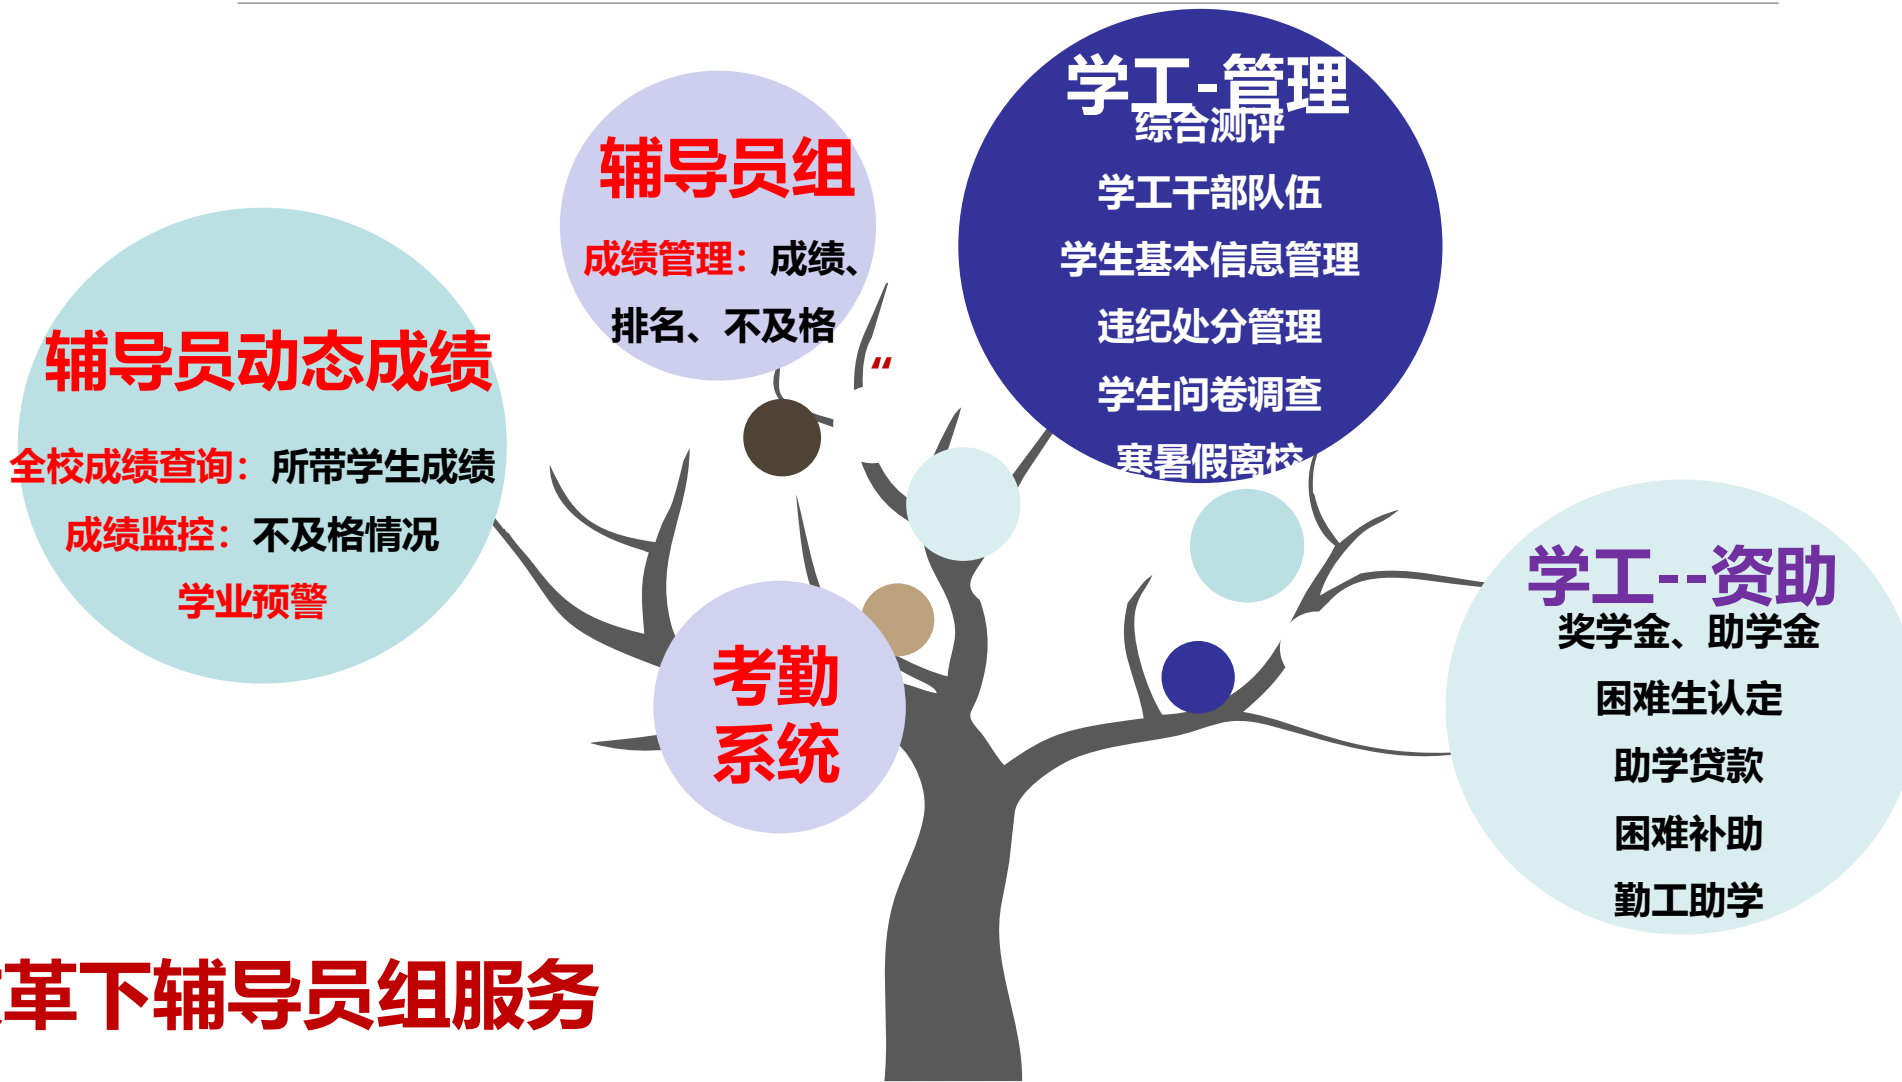 学工-管理
综合测评
学工干部队伍
学生基本信息管理
违纪处分管理
学生问卷调查
寒暑假离校
辅导员组
成绩管理：成绩、
排名、不及格
“
辅导员动态成绩
全校成绩查询：所带学生成绩
成绩监控：不及格情况
学业预警
考勤
系统
学工--资助
奖学金、助学金
困难生认定
助学贷款
困难补助
勤工助学
革下辅导员组服务